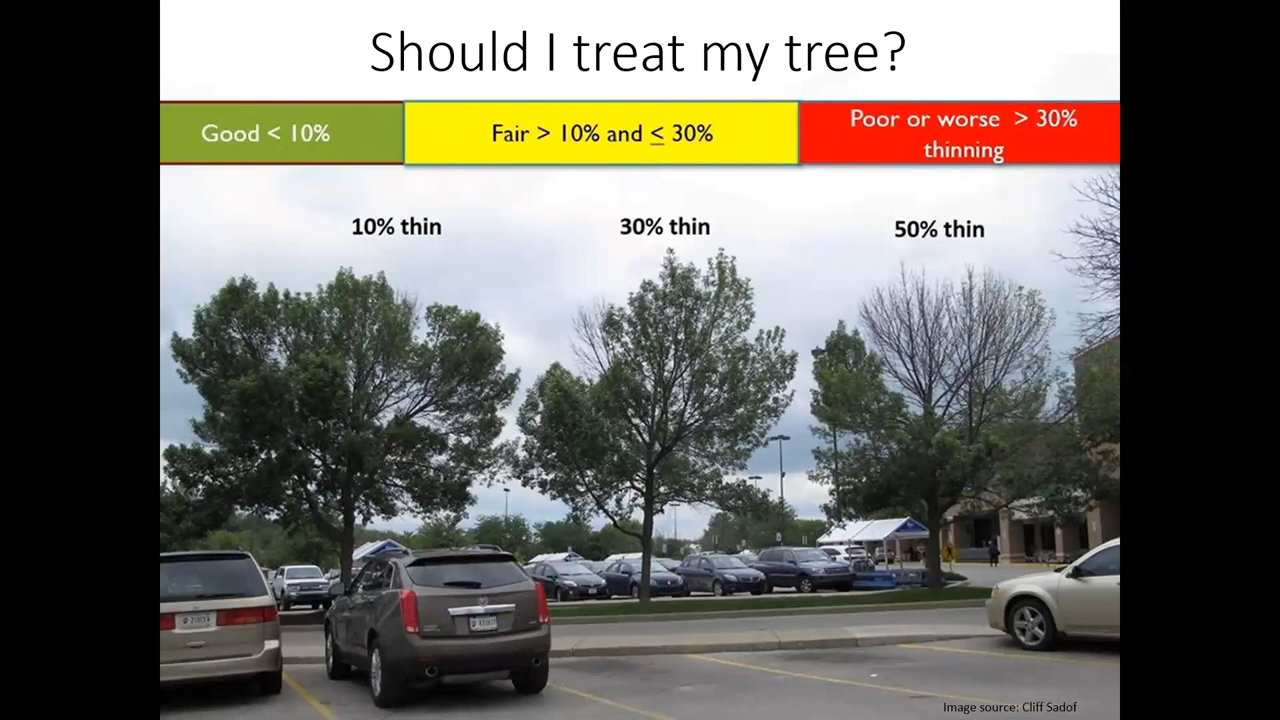 Should I treat my tree?
Good < 10%
Fair > 10% and ≤ 30%
Poor or worse > 30%
thinning
10% thin
30% thin
50% thin
Image source: Cliff Sadof